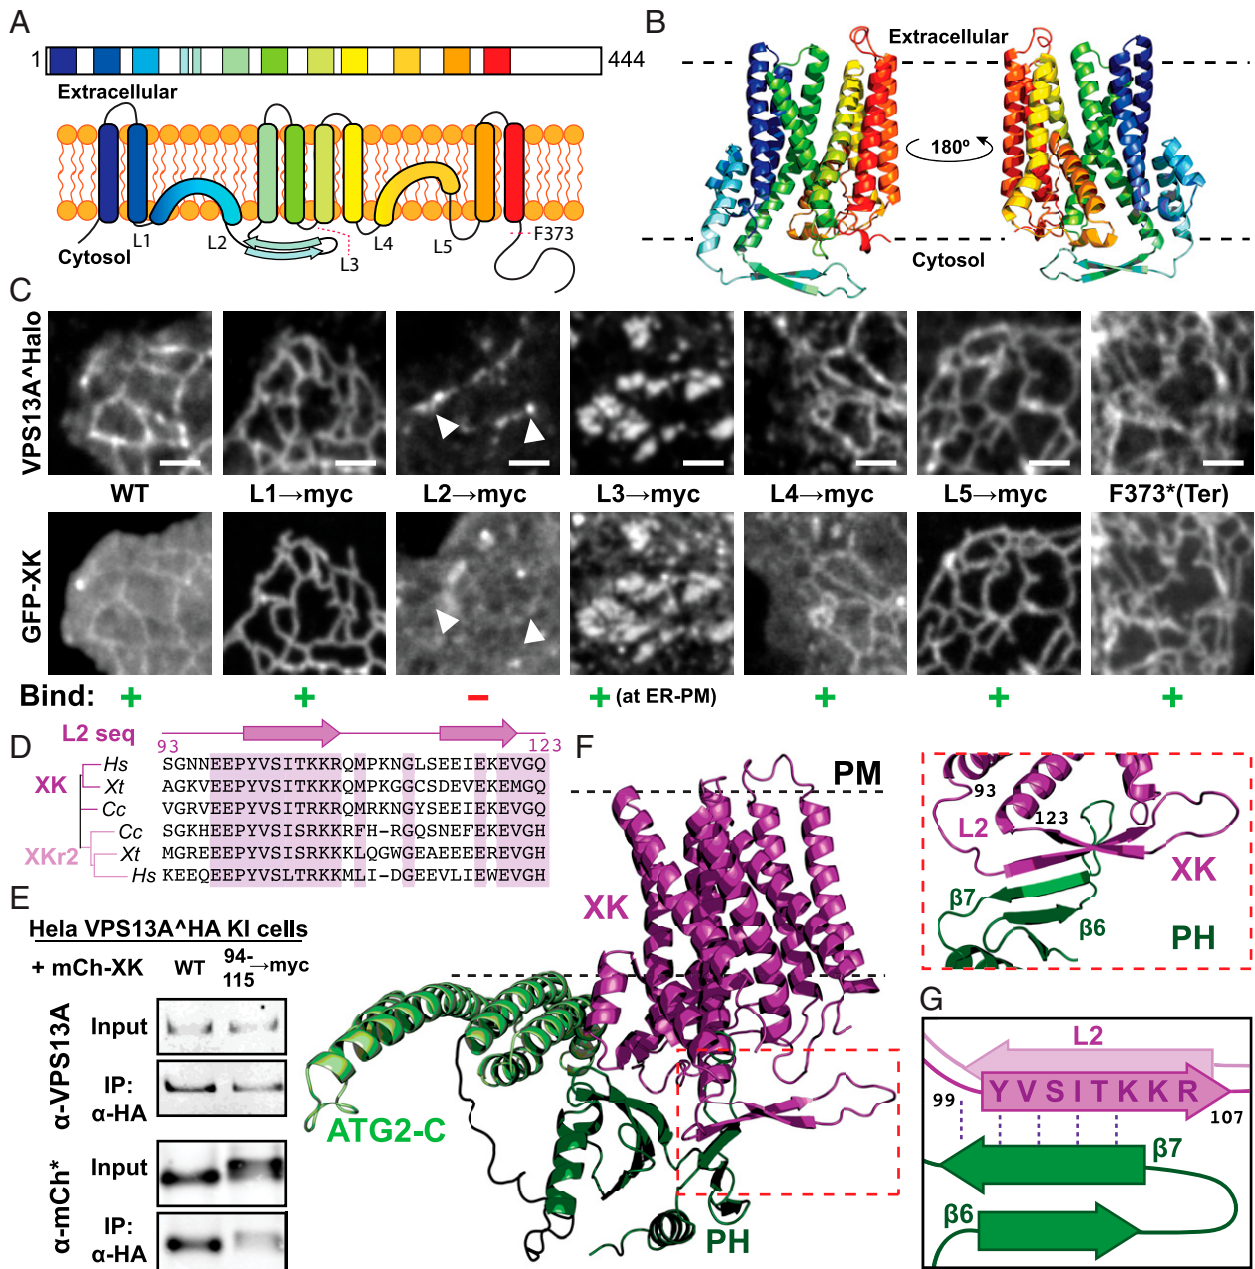 A
1
444
Extracellular
L1
L2
L3
L4
L5
F373
Cytosol
B
Extracellular
180º
Cytosol
C
VPS13A^Halo
WT
L1→myc
L2→myc
L3→myc
L4→myc
L5→myc
F373*(Ter)
GFP-XK
Bind:
+ + − + (at ER-PM) + + +
D
L2 seq
93
123
XK
Hs SGNNEEPYVSITKKRQMPKNGLSEEIEKEVGQ
Xt AGKVEEPYVSITKKKQMPKGGCSDEVEKEMGQ
Cc VGRVEEPYVSITKKKQMRKNGYSEEIEKEVGQ
XKr2
Cc SGKHEEPYVSISRKKRFH-RGQSNEFEKEVGH
Xt MGREEEPYVSISRKKKLQGWGEAEEEEREVGH
Hs KEEQEEPYVSLTRKKMLI-DGEEVLIEWEVGH
E
Hela VPS13A^HA KI cells
+ mCh-XK
WT
94-
115→myc
α-VPS13A
Input
IP:
α-HA
α-mCh*
Input
IP:
α-HA
F
PM
XK
ATG2-C
PH
93
L2
123
XK
β7
β6
PH
G
L2
YVSITKKR
99
107
β7
β6